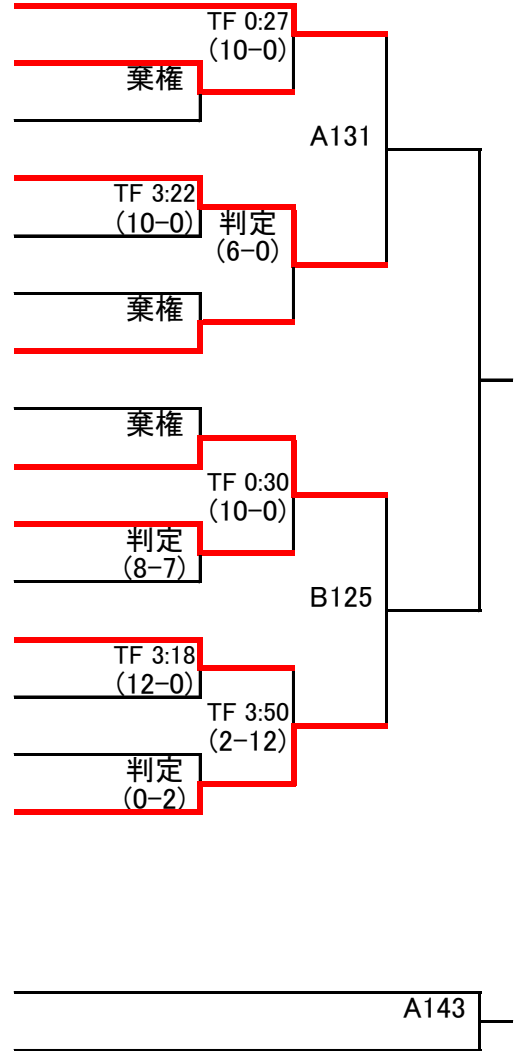 TF 0:27
(10-0)
棄権
A131
TF 3:22
(10-0)
判定
(6-0)
棄権
棄権
TF 0:30
(10-0)
判定
(8-7)
B125
TF 3:18
(12-0)
TF 3:50
(2-12)
判定
(0-2)
A143